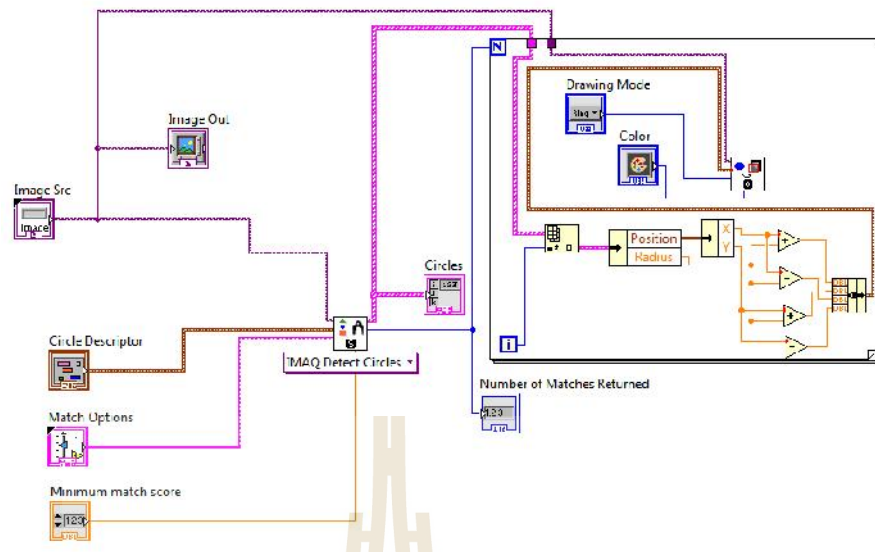 Drawing Mode
Image Out
Color
Image Src
Image
Position
Radius
X
Y
N
i
Circles
Circle Descriptor
IMAQ Detect Circles
Number of Matches Returned
Match Options
Minimum match score